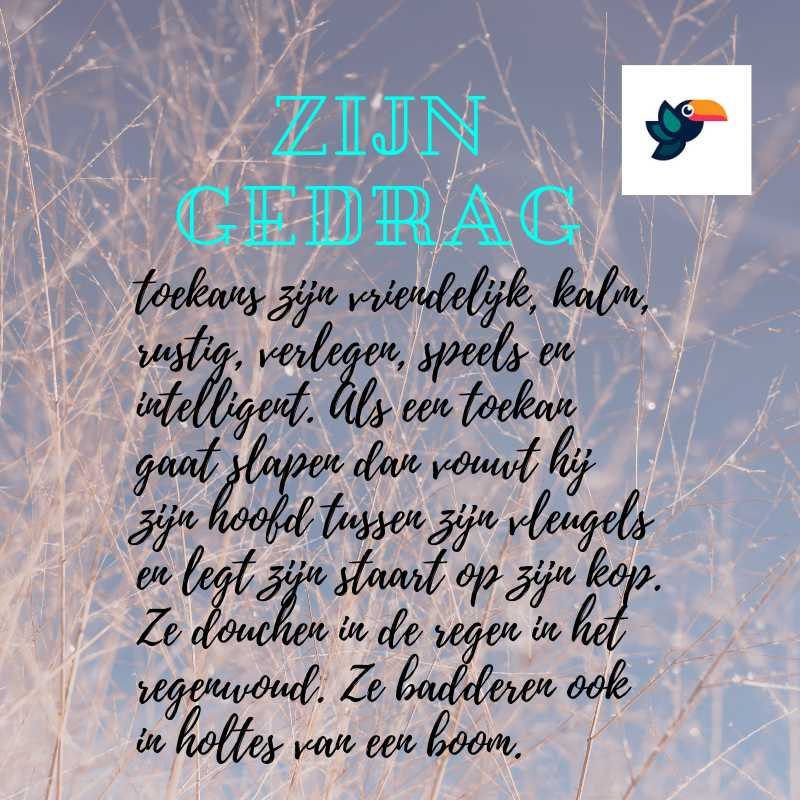 ZIJN
GEDRAG
toekans zijn vriendelijk, kalm,
rustig, verlegen, speels en
intelligent. Als een toekan
gaat slapen dan vouwt hij
zijn hoofd tussen zijn vleugels
en legt zijn staart op zijn kop.
Ze douchen in de regen in het
regenwoud. Ze badderen ook
in holtes van een boom.